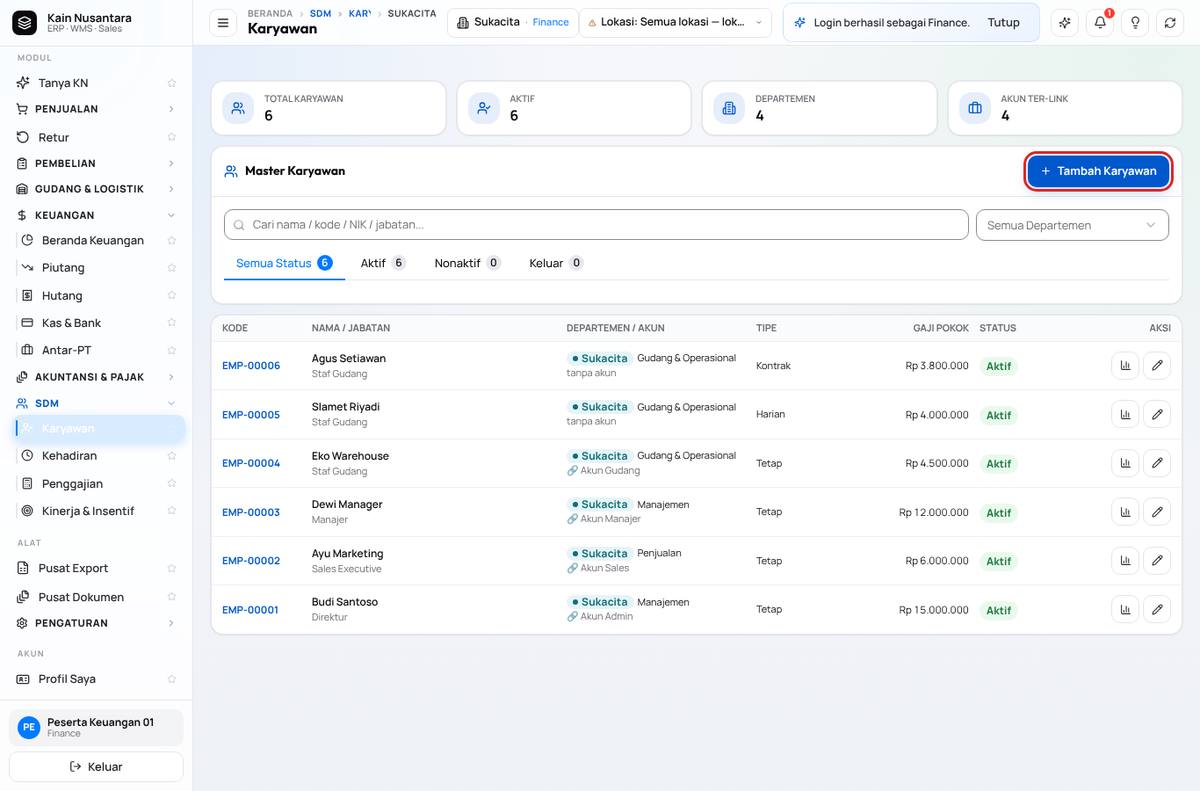 Kain Nusantara
ERP · WMS · Sales
MODUL
Tanya KN
PENJUALAN
Retur
PEMBELIAN
GUDANG & LOGISTIK
KEUANGAN
Beranda Keuangan
Piutang
Hutang
Kas & Bank
Antar-PT
AKUNTANSI & PAJAK
SDM
Karyawan
Kehadiran
Penggajian
Kinerja & Insentif
ALAT
Pusat Export
Pusat Dokumen
PENGATURAN
AKUN
Profil Saya
PE
Peserta Keuangan 01
Finance
Keluar
BERANDA › SDM › KARY › SUKACITA
Karyawan
Sukacita · Finance
Lokasi: Semua lokasi — lok...
Login berhasil sebagai Finance.
Tutup
1
TOTAL KARYAWAN
6
AKTIF
6
DEPARTEMEN
4
AKUN TER-LINK
4
Master Karyawan
+ Tambah Karyawan
Cari nama / kode / NIK / jabatan...
Semua Departemen
Semua Status 6
Aktif 6
Nonaktif 0
Keluar 0
KODE NAMA / JABATAN DEPARTEMEN / AKUN TIPE GAJI POKOK STATUS AKSI
EMP-00006 Agus Setiawan Sukacita Gudang & Operasional Kontrak Rp 3.800.000 Aktif
Staf Gudang tanpa akun
EMP-00005 Slamet Riyadi Sukacita Gudang & Operasional Harian Rp 4.000.000 Aktif
Staf Gudang tanpa akun
EMP-00004 Eko Warehouse Sukacita Gudang & Operasional Tetap Rp 4.500.000 Aktif
Staf Gudang Akun Gudang
EMP-00003 Dewi Manager Sukacita Manajemen Tetap Rp 12.000.000 Aktif
Manajer Akun Manajer
EMP-00002 Ayu Marketing Sukacita Penjualan Tetap Rp 6.000.000 Aktif
Sales Executive Akun Sales
EMP-00001 Budi Santoso Sukacita Manajemen Tetap Rp 15.000.000 Aktif
Direktur Akun Admin